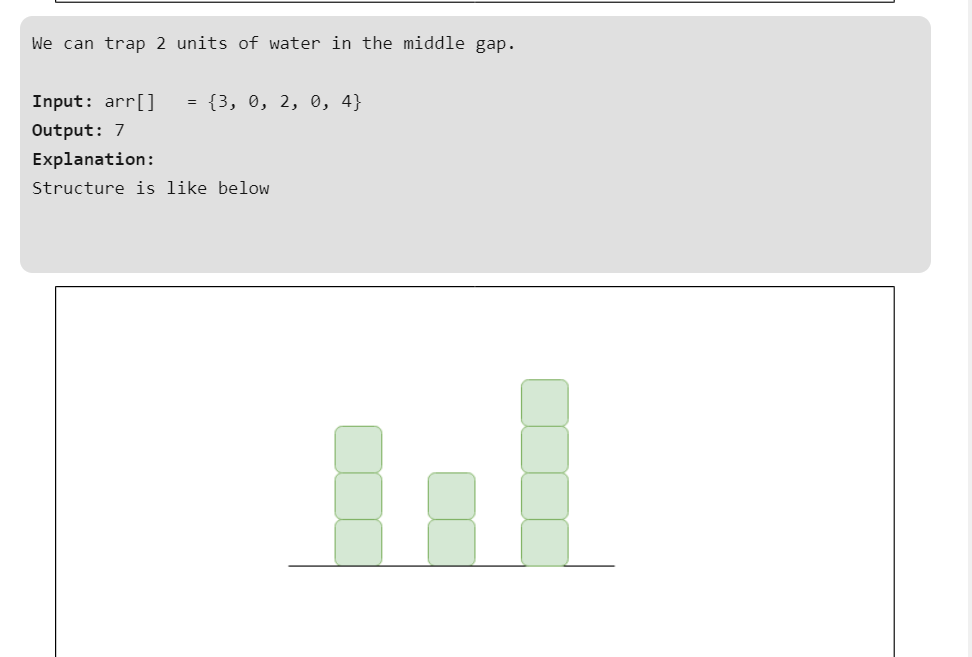 We can trap 2 units of water in the middle gap.
Input: arr[]   = {3, 0, 2, 0, 4}
Output: 7
Explanation:
Structure is like below